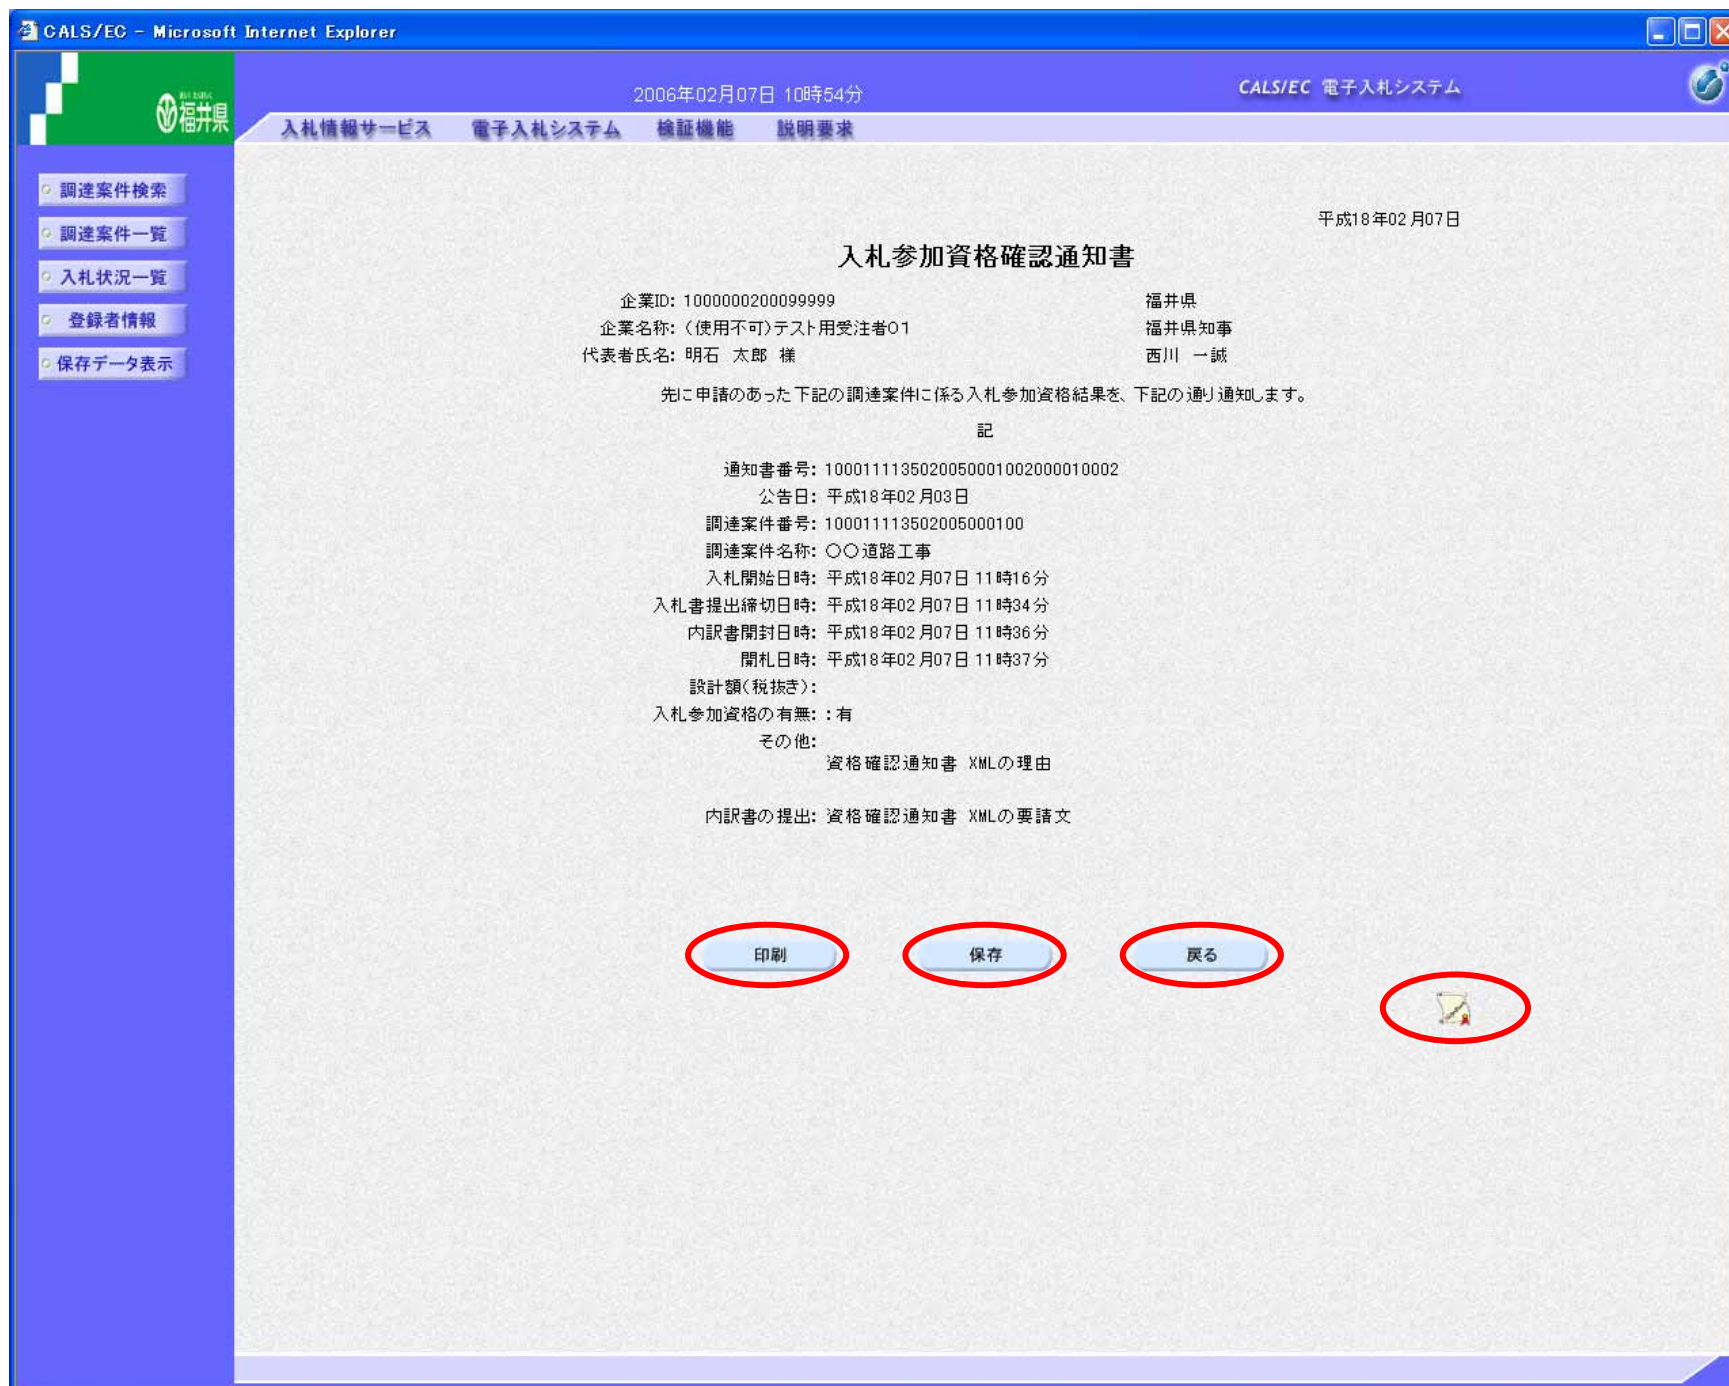 CALS/EC - Microsoft Internet Explorer
福井県
2006年02月07日 10時54分
CALS/EC 電子入札システム
入札情報サービス 電子入札システム 検証機能 説明要求
調達案件検索
調達案件一覧
入札状況一覧
登録者情報
保存データ表示
平成18年02月07日
入札参加資格確認通知書
企業ID: 1000000200099999 福井県
企業名称: (使用不可)テスト用受注者01 福井県知事
代表者氏名: 明石 太郎 様 西川 一誠
先に申請のあった下記の調達案件に係る入札参加資格結果を、下記の通り通知します。
記
通知書番号: 1000111135020050001002000010002
公告日: 平成18年02月03日
調達案件番号: 100011113502005000100
調達案件名称: 〇〇道路工事
入札開始日時: 平成18年02月07日 11時16分
入札書提出締切日時: 平成18年02月07日 11時34分
内訳書開封日時: 平成18年02月07日 11時36分
開札日時: 平成18年02月07日 11時37分
設計額(税抜き):
入札参加資格の有無: :有
その他:
資格確認通知書 XMLの理由
内訳書の提出: 資格確認通知書 XMLの要請文
印刷 保存 戻る